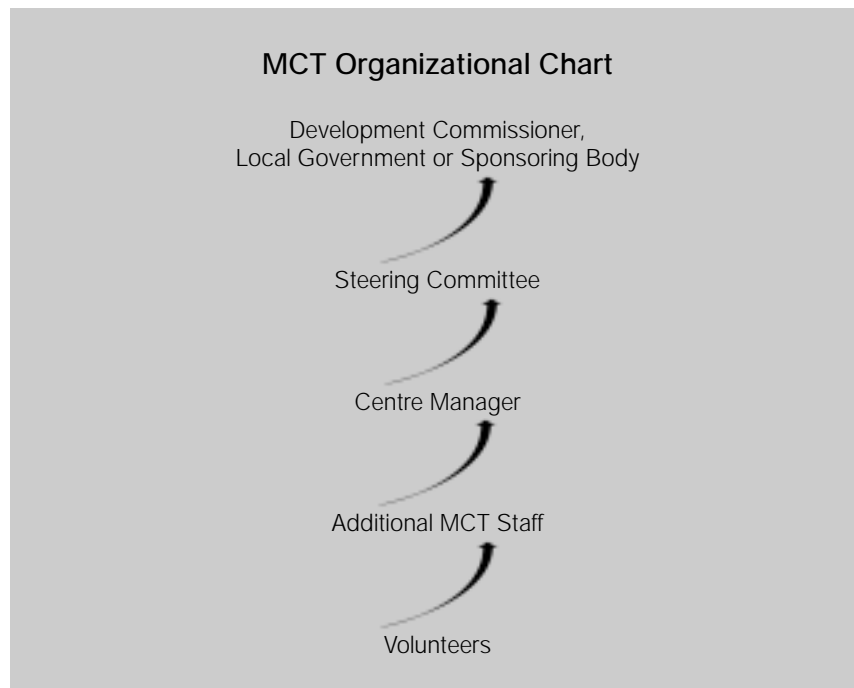 MCT Organizational Chart
Development Commissioner,
Local Government or Sponsoring Body
Steering Committee
Centre Manager
Additional MCT Staff
Volunteers